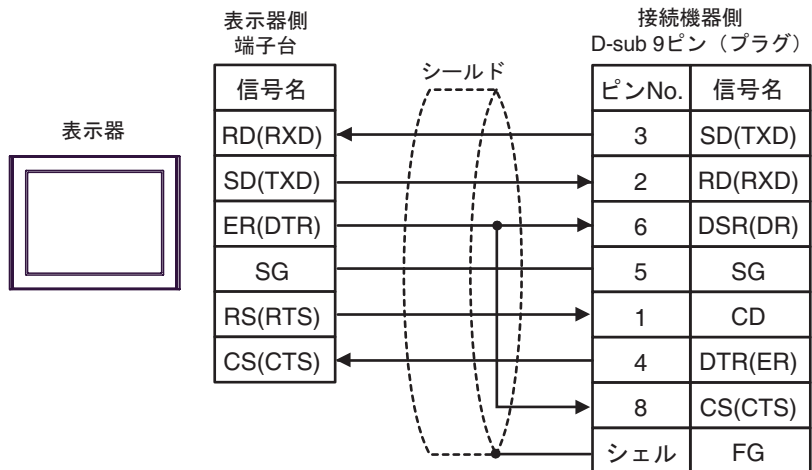 表示器側
端子台
接続機器側
D-sub 9ピン（プラグ）
シールド
表示器
信号名
ピンNo. 信号名
RD(RXD) 3 SD(TXD)
SD(TXD) 2 RD(RXD)
ER(DTR) 6 DSR(DR)
SG 5 SG
RS(RTS) 1 CD
CS(CTS) 4 DTR(ER)
8 CS(CTS)
シェル FG